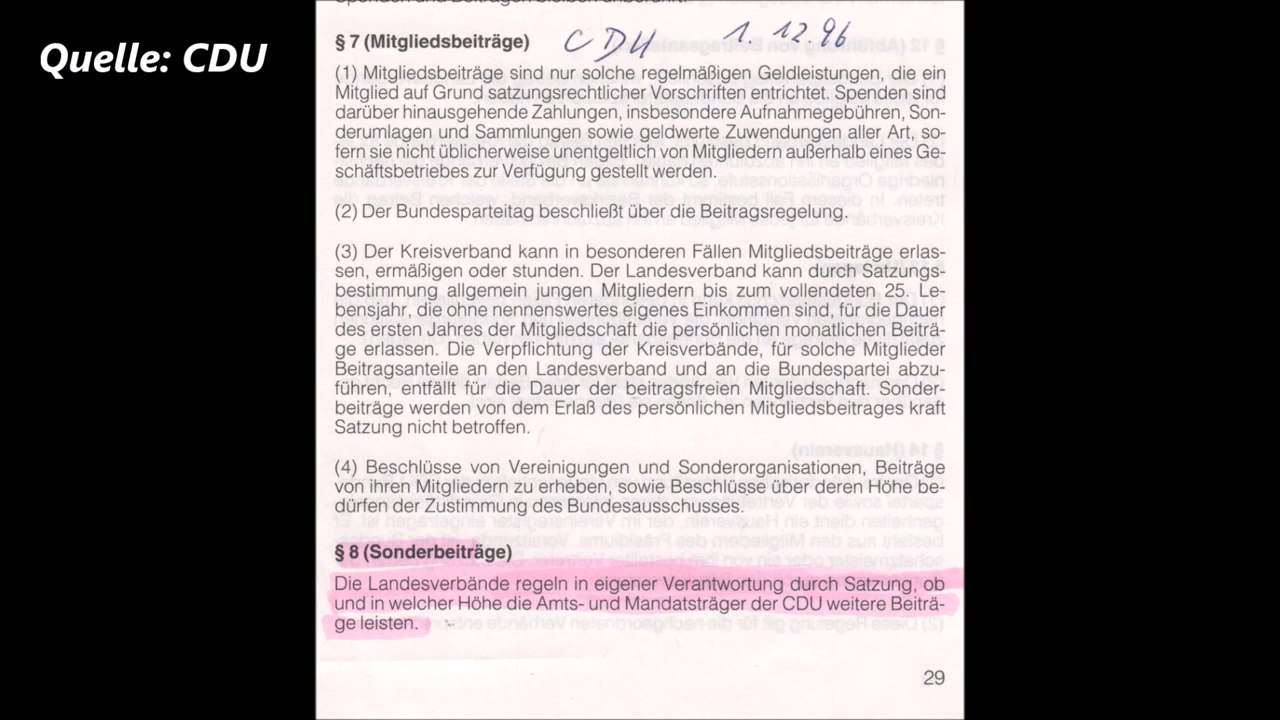 Quelle: CDU
Spenden und Beiträgen bleiben unberührt.
§ 7 (Mitgliedsbeiträge) CDU 1. 12. 96
(1) Mitgliedsbeiträge sind nur solche regelmäßigen Geldleistungen, die ein
Mitglied auf Grund satzungsrechtlicher Vorschriften entrichtet. Spenden sind
darüber hinausgehende Zahlungen, insbesondere Aufnahmegebühren, Son-
derumlagen und Sammlungen sowie geldwerte Zuwendungen aller Art, so-
fern sie nicht üblicherweise unentgeltlich von Mitgliedern außerhalb eines Ge-
schäftsbetriebes zur Verfügung gestellt werden.
(2) Der Bundesparteitag beschließt über die Beitragsregelung.
(3) Der Kreisverband kann in besonderen Fällen Mitgliedsbeiträge erlas-
sen, ermäßigen oder stunden. Der Landesverband kann durch Satzungs-
bestimmung allgemein jungen Mitgliedern bis zum vollendeten 25. Le-
bensjahr, die ohne nennenswertes eigenes Einkommen sind, für die Dauer
des ersten Jahres der Mitgliedschaft die persönlichen monatlichen Beiträ-
ge erlassen. Die Verpflichtung der Kreisverbände, für solche Mitglieder
Beitragsanteile an den Landesverband und an die Bundespartei abzu-
führen, entfällt für die Dauer der beitragsfreien Mitgliedschaft. Sonder-
beiträge werden von dem Erlaß des persönlichen Mitgliedsbeitrages kraft
Satzung nicht betroffen.
(4) Beschlüsse von Vereinigungen und Sonderorganisationen, Beiträge
von ihren Mitgliedern zu erheben, sowie Beschlüsse über deren Höhe be-
dürfen der Zustimmung des Bundesausschusses.
§ 8 (Sonderbeiträge)
Die Landesverbände regeln in eigener Verantwortung durch Satzung, ob
und in welcher Höhe die Amts- und Mandatsträger der CDU weitere Beiträ-
ge leisten.
29